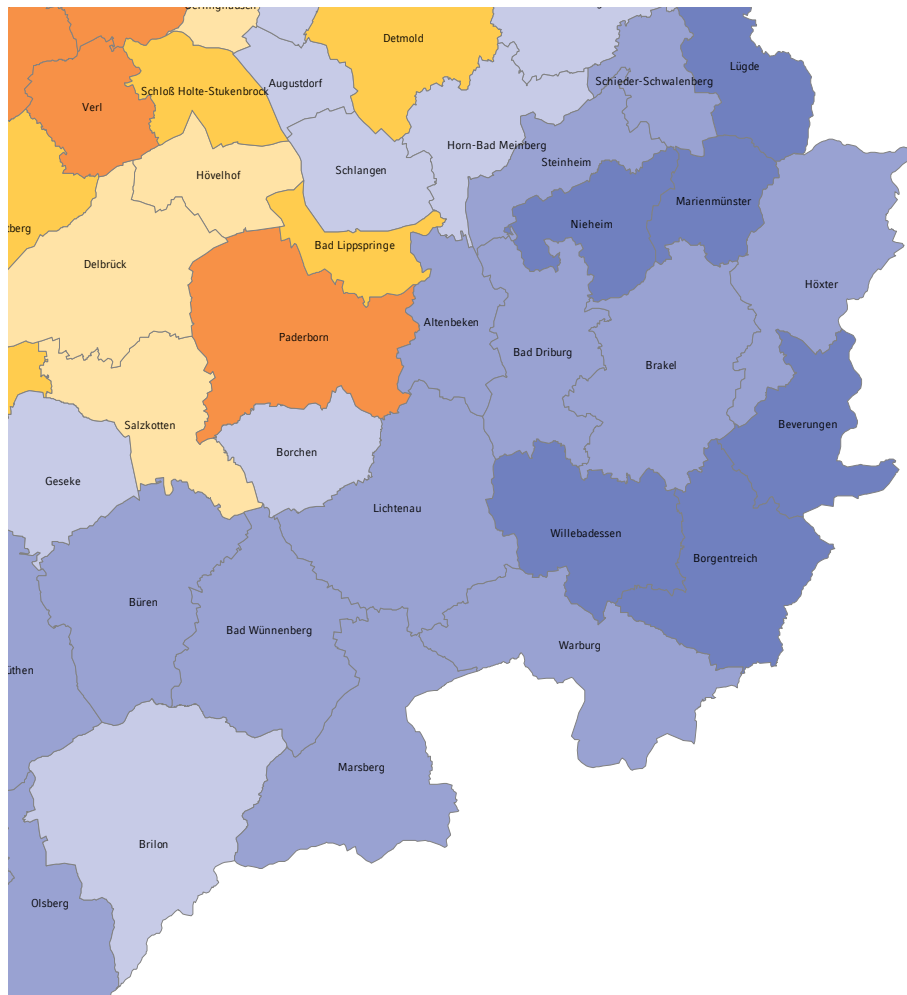 Detmold
Lügde
Schieder-Schwalenberg
Augustdorf
Schloß Holte-Stukenbrock
Verl
Horn-Bad Meinberg
Steinheim
Schlangen
Hövelhof
Marienmünster
Nieheim
Bad Lippspringe
Delbrück
Höxter
Altenbeken
Paderborn
Bad Driburg
Brakel
Beverungen
Salzkotten
Borchen
Geseke
Lichtenau
Willebadessen
Borgentreich
Büren
Bad Wünnenberg
Warburg
üthen
Marsberg
Brilon
Olsberg